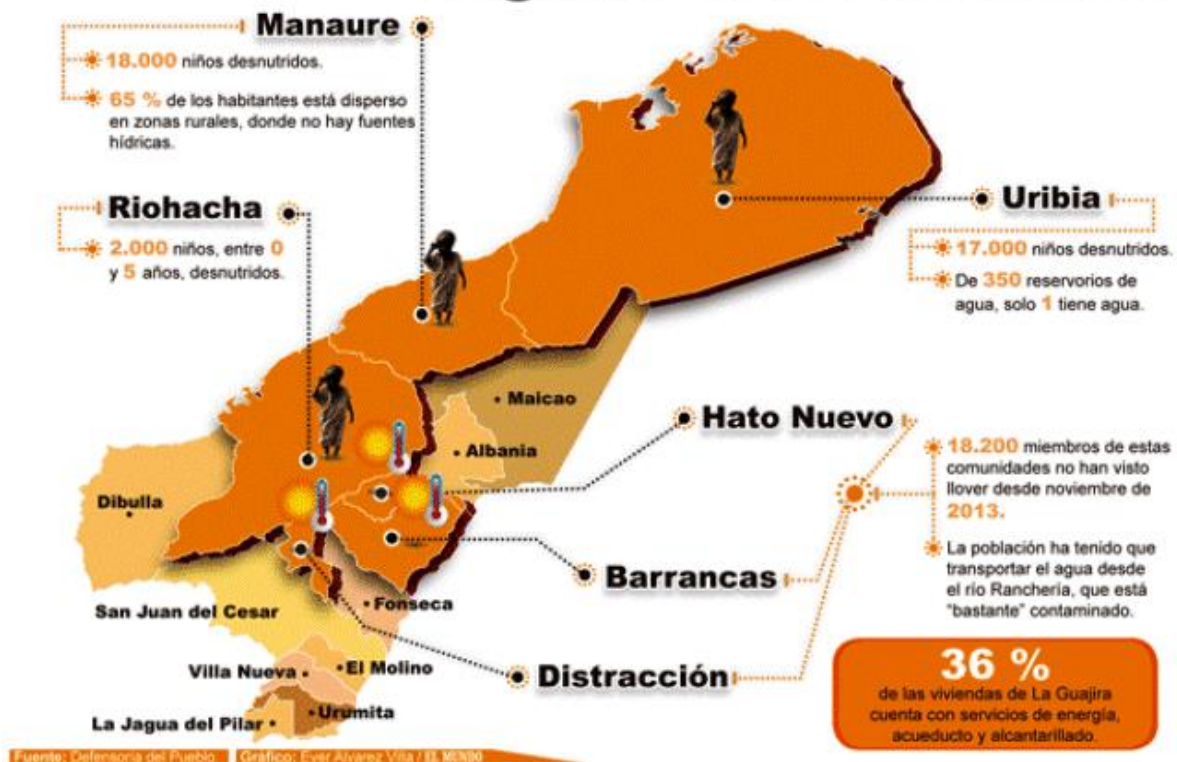 Manaure
18.000 niños desnutridos.
65 % de los habitantes está disperso
en zonas rurales, donde no hay fuentes
hídricas.
Riohacha
2.000 niños, entre 0
y 5 años, desnutridos.
Uribia
17.000 niños desnutridos.
De 350 reservorios de
agua, solo 1 tiene agua.
Maicao
Albania
Dibulla
Hato Nuevo
18.200 miembros de estas
comunidades no han visto
llover desde noviembre de
2013.
La población ha tenido que
transportar el agua desde
el río Ranchería, que está
"bastante" contaminado.
Barrancas
San Juan del Cesar
Fonseca
Villa Nueva
El Molino
Distracción
La Jagua del Pilar
Urumita
36 %
de las viviendas de La Guajira
cuenta con servicios de energía,
acueducto y alcantarillado.
Fuente: Defensoría del Pueblo
Gráfico: Ever Álvarez Villa / EL